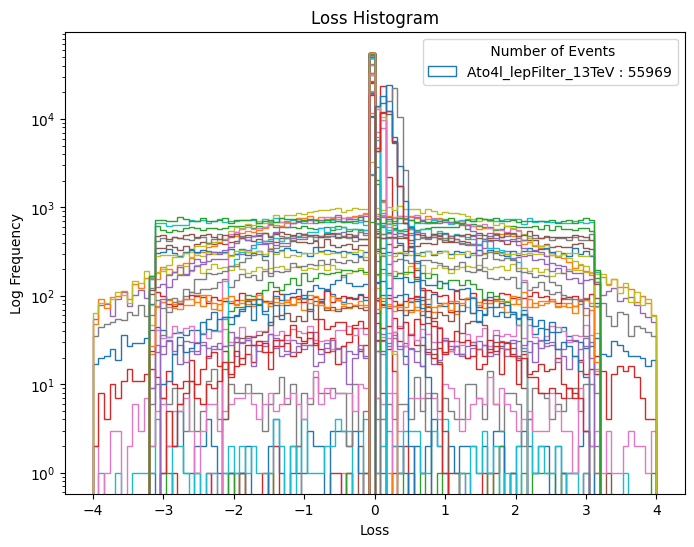 Loss Histogram
Number of Events
Ato4l_lepFilter_13TeV : 55969
Log Frequency
10^4
10^3
10^2
10^1
10^0
−4 −3 −2 −1 0 1 2 3 4
Loss